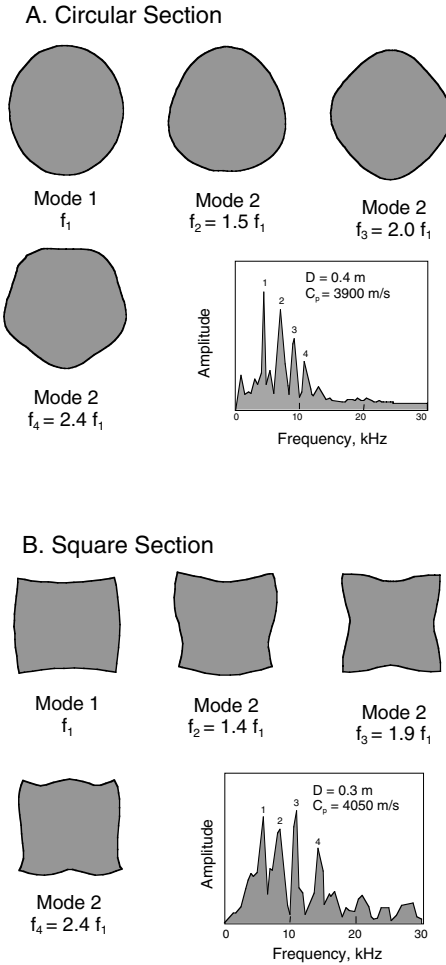 A. Circular Section
Mode 1
f₁
Mode 2
f₂ = 1.5 f₁
Mode 2
f₃ = 2.0 f₁
Mode 2
f₄ = 2.4 f₁
Amplitude
D = 0.4 m
Cₚ = 3900 m/s
1
2
3
4
0 10 20 30
Frequency, kHz
B. Square Section
Mode 1
f₁
Mode 2
f₂ = 1.4 f₁
Mode 2
f₃ = 1.9 f₁
Mode 2
f₄ = 2.4 f₁
Amplitude
D = 0.3 m
Cₚ = 4050 m/s
1
2
3
4
0 10 20 30
Frequency, kHz